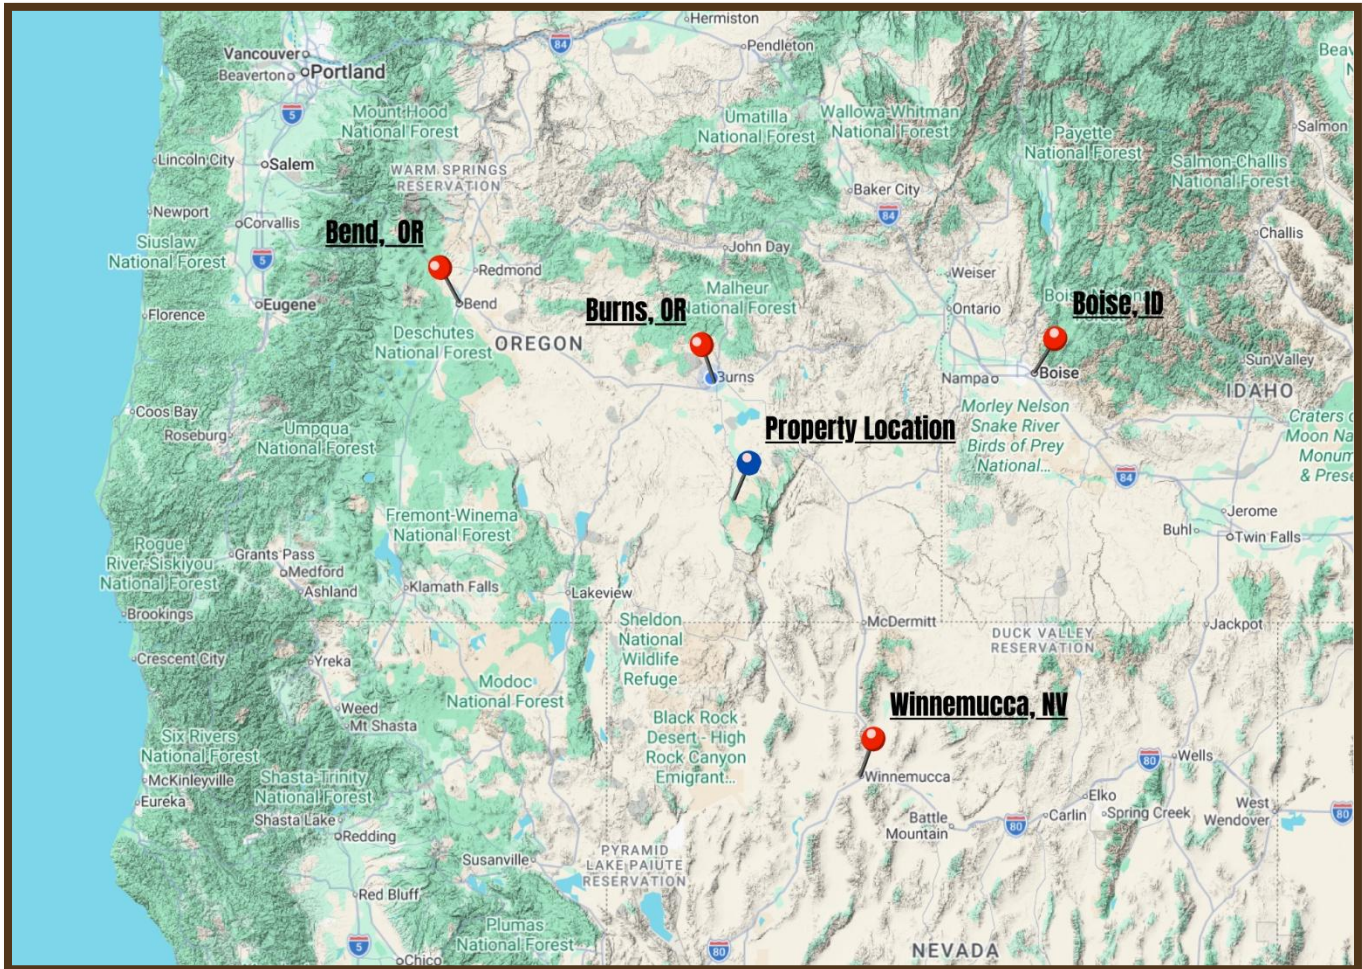 Hermiston
84
Pendleton
Vancouver
Beaverton
Portland
5
Mount Hood
National Forest
Umatilla
National Forest
Wallowa-Whitman
National Forest
Payette
National Forest
Salmon
Lincoln City
Salem
WARM SPRINGS
RESERVATION
Salmon-Challis
National Forest
Baker City
84
Newport
Corvallis
Siuslaw
National Forest
5
Bend, OR
John Day
Challis
Redmond
Bend
Weiser
Malheur
National Forest
Burns, OR
Boise, ID
Eugene
Florence
Ontario
Deschutes
National Forest
OREGON
Burns
Nampa
Boise
Sun Valley
IDAHO
Coos Bay
Roseburg
Umpqua
National Forest
Property Location
Morley Nelson
Snake River
Birds of Prey
National...
84
Fremont-Winema
National Forest
Jerome
Buhl
Twin Falls
Rogue
River-Siskiyou
National Forest
Grants Pass
Medford
Ashland
Klamath Falls
Lakeview
Brookings
Sheldon
National
Wildlife
Refuge
McDermitt
DUCK VALLEY
RESERVATION
Jackpot
Crescent City
Yreka
Modoc
National Forest
Weed
Mt Shasta
Winnemucca, NV
Black Rock
Desert - High
Rock Canyon
Emigrant...
Six Rivers
National Forest
McKinleyville
Eureka
Shasta-Trinity
National Forest
Shasta Lake
Redding
Winnemucca
80
Wells
Elko
Carlin
Spring Creek
Battle
Mountain
80
West
Wendover
80
Susanville
PYRAMID
LAKE PAIUTE
RESERVATION
Red Bluff
Plumas
National Forest
5
Chico
80
NEVADA